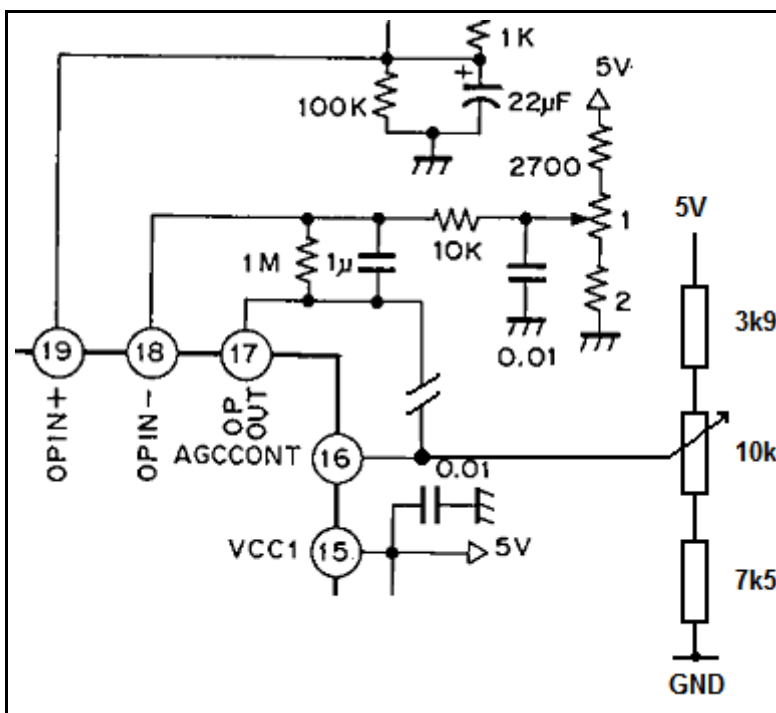 1K
5V
100K
22µF
2700
5V
1M
1µ
10K
1
2
3k9
0.01
19
18
17
OPIN+
OPIN-
OP
OUT
AGCCONT
16
0.01
10k
VCC1
15
5V
7k5
GND